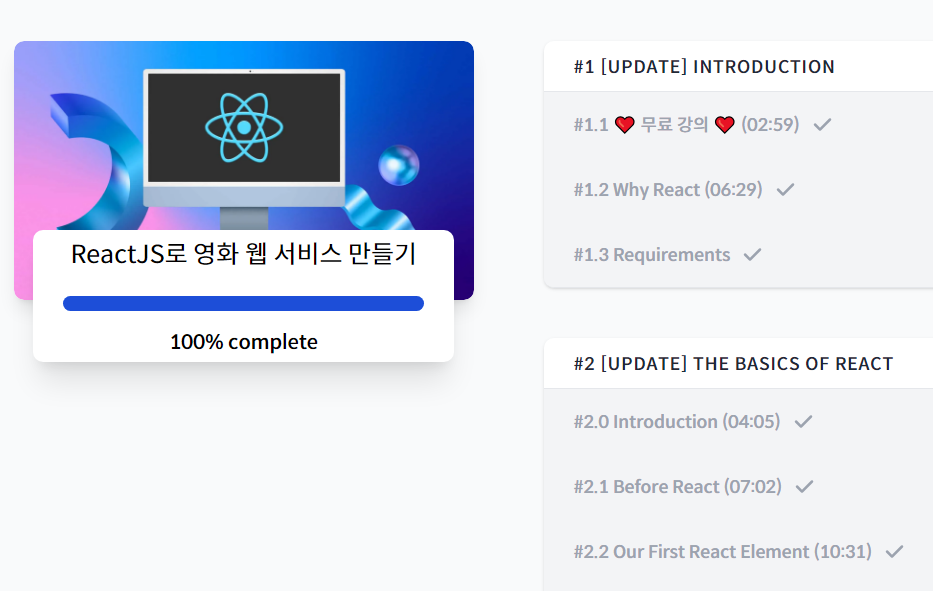 ReactJS로 영화 웹 서비스 만들기
100% complete
#1 [UPDATE] INTRODUCTION
#1.1 ❤️ 무료 강의 ❤️ (02:59) ✓
#1.2 Why React (06:29) ✓
#1.3 Requirements ✓
#2 [UPDATE] THE BASICS OF REACT
#2.0 Introduction (04:05) ✓
#2.1 Before React (07:02) ✓
#2.2 Our First React Element (10:31) ✓